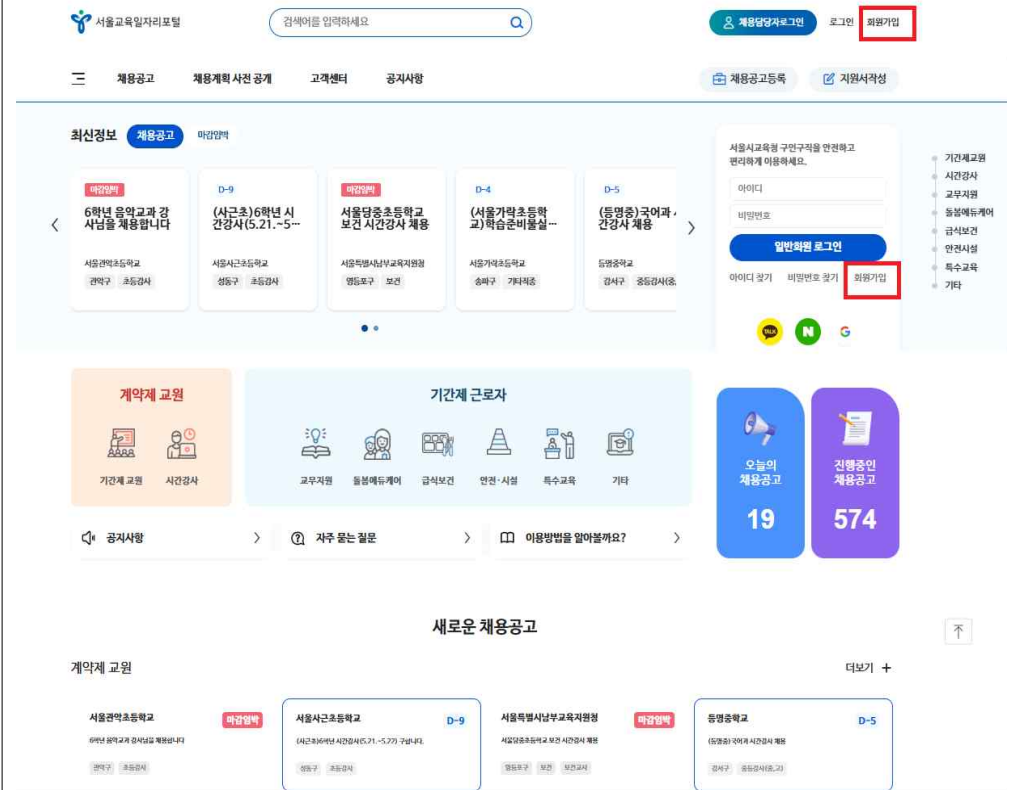 서울교육일자리포털
검색어를 입력하세요
채용담당자로그인
로그인
회원가입
채용공고
채용계획 사전 공개
고객센터
공지사항
채용공고등록
지원서작성
최신정보
채용공고
마감임박
마감임박
6학년 음악교과 강
사님을 채용합니다
서울관악초등학교
관악구 초등강사
D-9
(사근초)6학년 시
간강사(5.21.~5…
서울사근초등학교
성동구 초등강사
마감임박
서울당중초등학교
보건 시간강사 채용
서울특별시남부교육지원청
영등포구 보건
D-4
(서울가락초등학
교)학습준비물실…
서울가락초등학교
송파구 기타직종
D-5
(등명중)국어과 시
간강사 채용
등명중학교
강서구 중등강사(중,
서울시교육청 구인구직을 안전하고
편리하게 이용하세요.
아이디
비밀번호
일반회원 로그인
아이디 찾기 비밀번호 찾기 회원가입
TALK
N
G
기간제교원
시간강사
교무지원
돌봄에듀케어
급식보건
안전시설
특수교육
기타
계약제 교원
기간제 교원
시간강사
기간제 근로자
교무지원
돌봄에듀케어
급식보건
안전·시설
특수교육
기타
오늘의
채용공고
19
진행중인
채용공고
574
공지사항
자주 묻는 질문
이용방법을 알아볼까요?
새로운 채용공고
계약제 교원
더보기 +
서울관악초등학교
마감임박
6학년 음악교과 강사님을 채용합니다
관악구 초등강사
서울사근초등학교
D-9
(사근초)6학년 시간강사(5.21.~5.22) 구합니다.
성동구 초등강사
서울특별시남부교육지원청
마감임박
서울당중초등학교 보건 시간강사 채용
영등포구 보건 보건교사
등명중학교
D-5
(등명중) 국어과 시간강사 채용
강서구 중등강사(중,고)